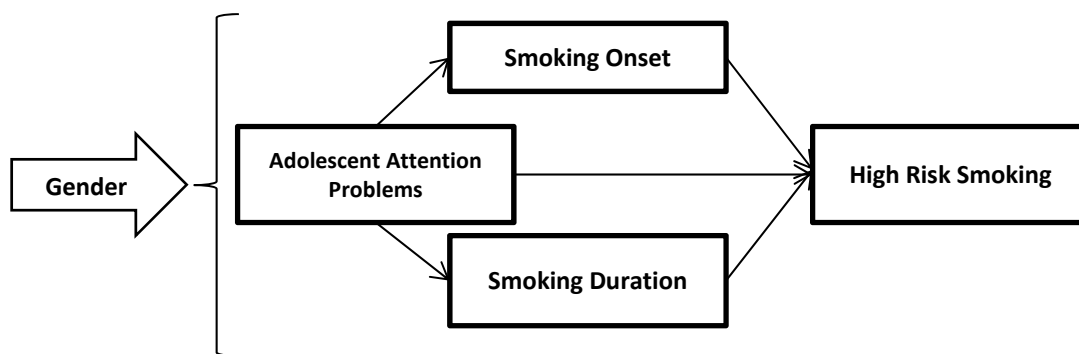 Gender
Adolescent Attention
Problems
Smoking Onset
Smoking Duration
High Risk Smoking